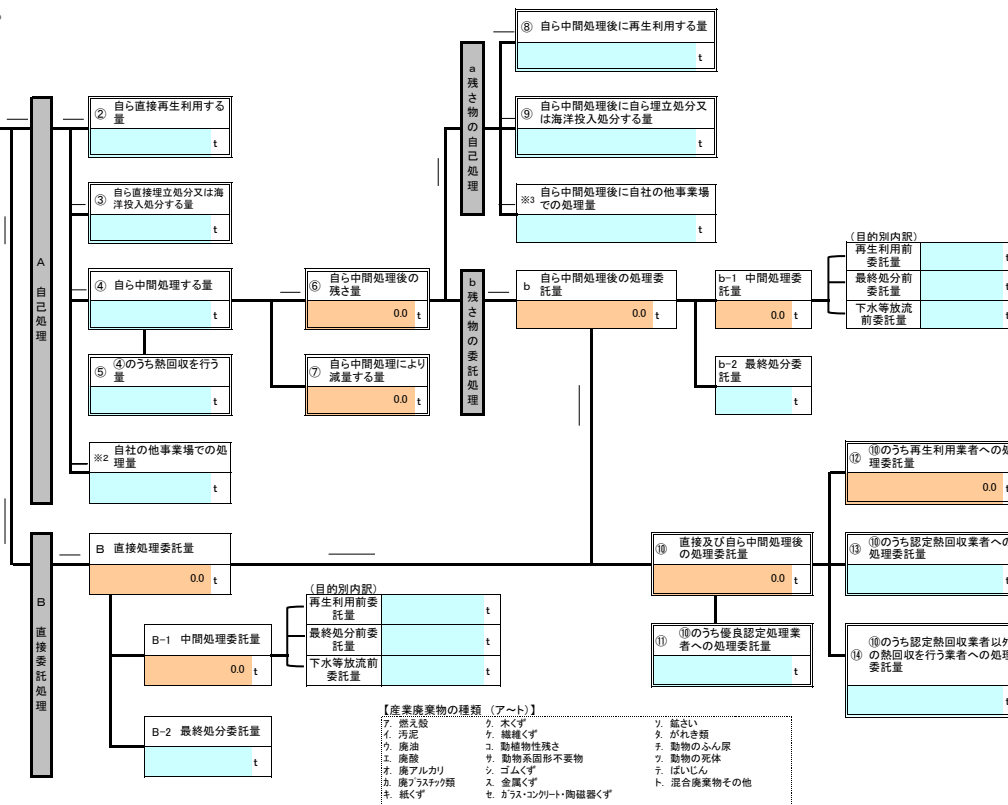 ⑧ 自ら中間処理後に再生利用する量
t
a 残さ物の自己処理
② 自ら直接再生利用する
量
t
⑨ 自ら中間処理後に自ら埋立処分又
は海洋投入処分する量
t
③ 自ら直接埋立処分又は海
洋投入処分する量
t
※3 自ら中間処理後に自社の他事業場
での処理量
t
A 自己処理
④ 自ら中間処理する量
t
⑥ 自ら中間処理後の
残さ量
0.0 t
b 残さ物の委託処理
b 自ら中間処理後の処理委
託量
0.0 t
b-1 中間処理委
託量
0.0 t
(目的別内訳)
再生利用前
委託量
t
最終処分前
委託量
t
下水等放流
前委託量
t
⑤ ④のうち熱回収を行う
量
t
⑦ 自ら中間処理により
減量する量
0.0 t
b-2 最終処分委
託量
t
※2 自社の他事業場での処
理量
t
⑫ ⑩のうち再生利用業者への処
理委託量
0.0 t
B 直接委託処理
B 直接処理委託量
0.0 t
⑩ 直接及び自ら中間処理後
の処理委託量
0.0 t
⑬ ⑩のうち認定熱回収業者への
処理委託量
t
(目的別内訳)
再生利用前委
託量
t
最終処分前委
託量
t
下水等放流前
委託量
t
B-1 中間処理委託量
0.0 t
⑪ ⑩のうち優良認定処理業
者への処理委託量
t
⑭ ⑩のうち認定熱回収業者以外
の熱回収を行う業者への処理
委託量
t
B-2 最終処分委託量
t
【産業廃棄物の種類 (ア～ト)】
ア. 燃え殻 ク. 木くず ソ. 鉱さい
イ. 汚泥 ケ. 繊維くず タ. がれき類
ウ. 廃油 コ. 動植物性残さ チ. 動物のふん尿
エ. 廃酸 サ. 動物系固形不要物 ツ. 動物の死体
オ. 廃アルカリ シ. ゴムくず テ. ばいじん
カ. 廃プラスチック類 ス. 金属くず ト. 混合廃棄物その他
キ. 紙くず セ. ガラス・コンクリート・陶磁器くず